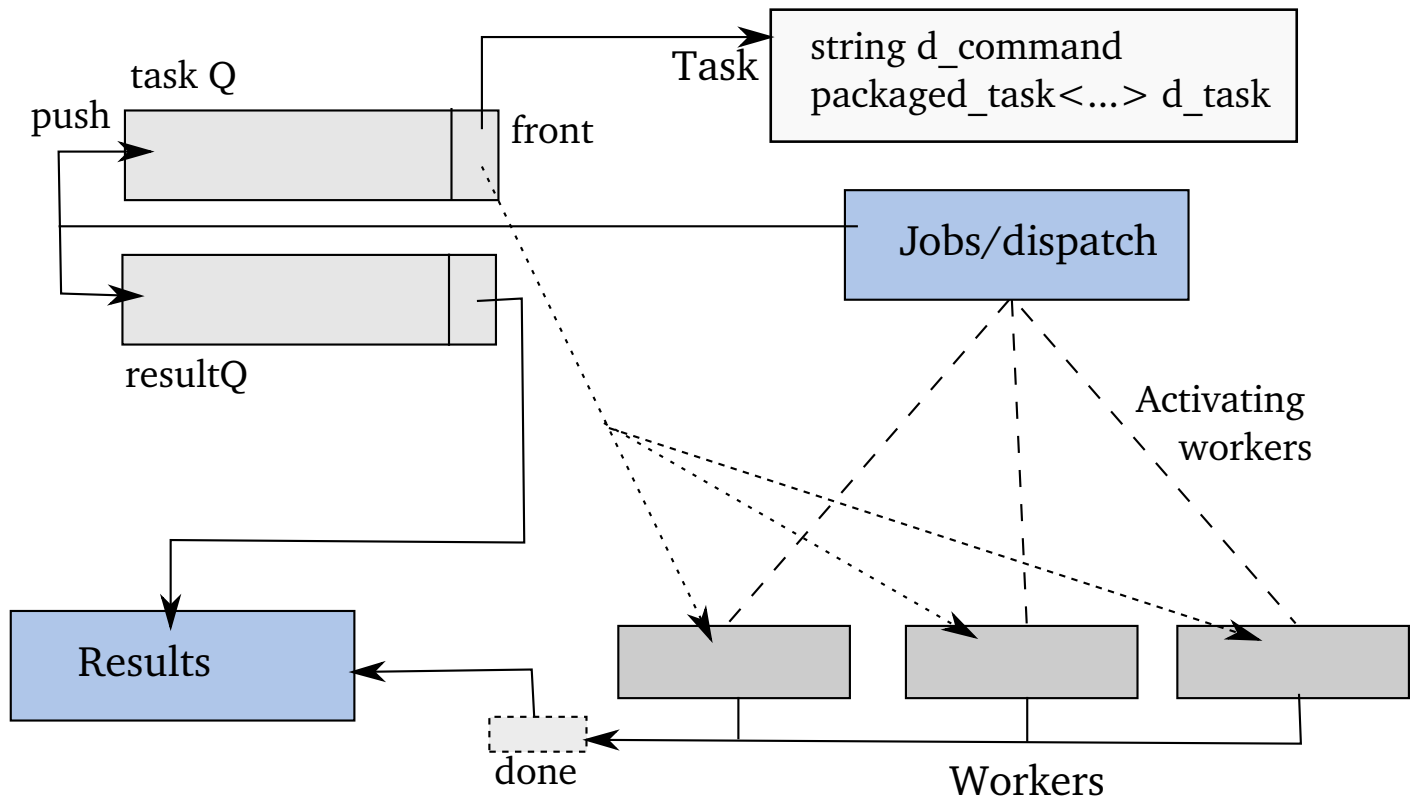 task Q
push
front
Task
string d_command
packaged_task<...> d_task
Jobs/dispatch
resultQ
Activating
workers
Results
done
Workers